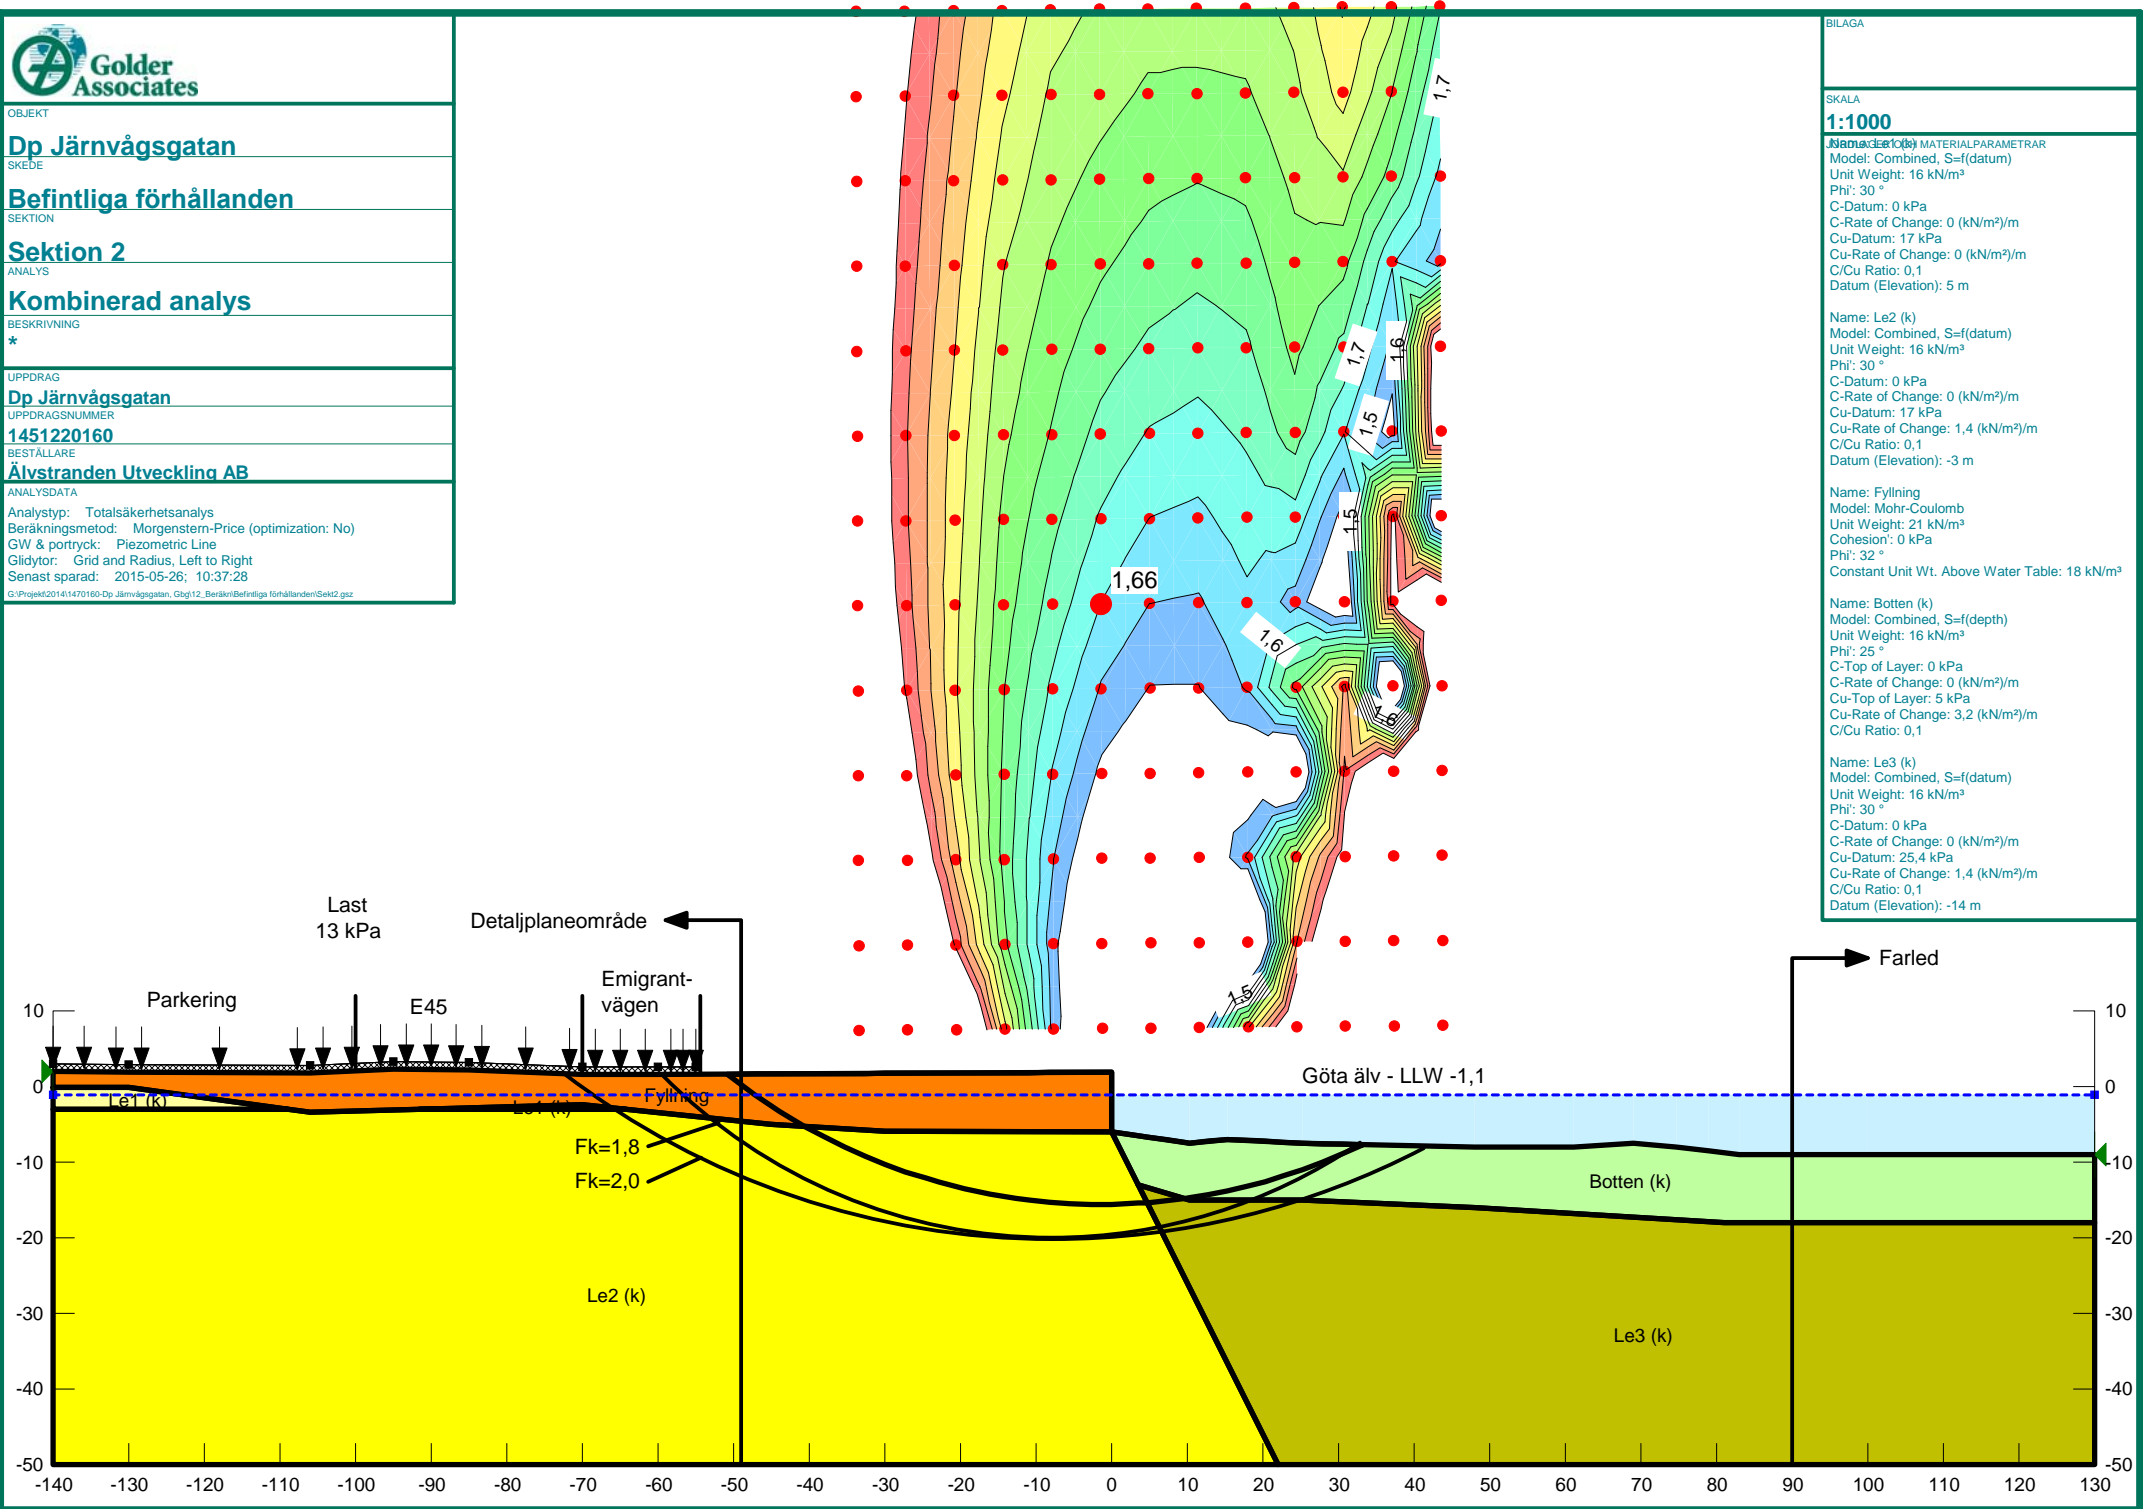 Golder
Associates
OBJEKT
Dp Järnvågsgatan
SKEDE
Befintliga förhållanden
SEKTION
Sektion 2
ANALYS
Kombinerad analys
BESKRIVNING
*
UPPDRAG
Dp Järnvågsgatan
UPPDRAGSNUMMER
1451220160
BESTÄLLARE
Älvstranden Utveckling AB
ANALYSDATA
Analystyp: Totalsäkerhetsanalys
Beräkningsmetod: Morgenstern-Price (optimization: No)
GW & portryck: Piezometric Line
Glidytor: Grid and Radius, Left to Right
Senast sparad: 2015-05-26; 10:37:28
G:\Projekt\2014\1470160-Dp Järnvågsgatan, Gbg\12_Beräkn\Befintliga förhållanden\Sekt2.gsz
BILAGA
SKALA
1:1000
MATERIALPARAMETRAR
Model: Combined, S=f(datum)
Unit Weight: 16 kN/m³
Phi': 30 °
C-Datum: 0 kPa
C-Rate of Change: 0 (kN/m²)/m
Cu-Datum: 17 kPa
Cu-Rate of Change: 0 (kN/m²)/m
C/Cu Ratio: 0,1
Datum (Elevation): 5 m
Name: Le2 (k)
Model: Combined, S=f(datum)
Unit Weight: 16 kN/m³
Phi': 30 °
C-Datum: 0 kPa
C-Rate of Change: 0 (kN/m²)/m
Cu-Datum: 17 kPa
Cu-Rate of Change: 1,4 (kN/m²)/m
C/Cu Ratio: 0,1
Datum (Elevation): -3 m
Name: Fyllning
Model: Mohr-Coulomb
Unit Weight: 21 kN/m³
Cohesion': 0 kPa
Phi': 32 °
Constant Unit Wt. Above Water Table: 18 kN/m³
Name: Botten (k)
Model: Combined, S=f(depth)
Unit Weight: 16 kN/m³
Phi': 25 °
C-Top of Layer: 0 kPa
C-Rate of Change: 0 (kN/m²)/m
Cu-Top of Layer: 5 kPa
Cu-Rate of Change: 3,2 (kN/m²)/m
C/Cu Ratio: 0,1
Name: Le3 (k)
Model: Combined, S=f(datum)
Unit Weight: 16 kN/m³
Phi': 30 °
C-Datum: 0 kPa
C-Rate of Change: 0 (kN/m²)/m
Cu-Datum: 25,4 kPa
Cu-Rate of Change: 1,4 (kN/m²)/m
C/Cu Ratio: 0,1
Datum (Elevation): -14 m
1,7
1,7
1,6
1,5
1,5
1,66
1,6
1,6
1,5
Last
13 kPa
Detaljplaneområde
Farled
Parkering
E45
Emigrant-
vägen
Göta älv - LLW -1,1
Le1 (k)
Le1 (k)
Fyllning
Fk=1,8
Fk=2,0
Botten (k)
Le2 (k)
Le3 (k)
10
0
-10
-20
-30
-40
-50
10
0
-10
-20
-30
-40
-50
-140 -130 -120 -110 -100 -90 -80 -70 -60 -50 -40 -30 -20 -10 0 10 20 30 40 50 60 70 80 90 100 110 120 130